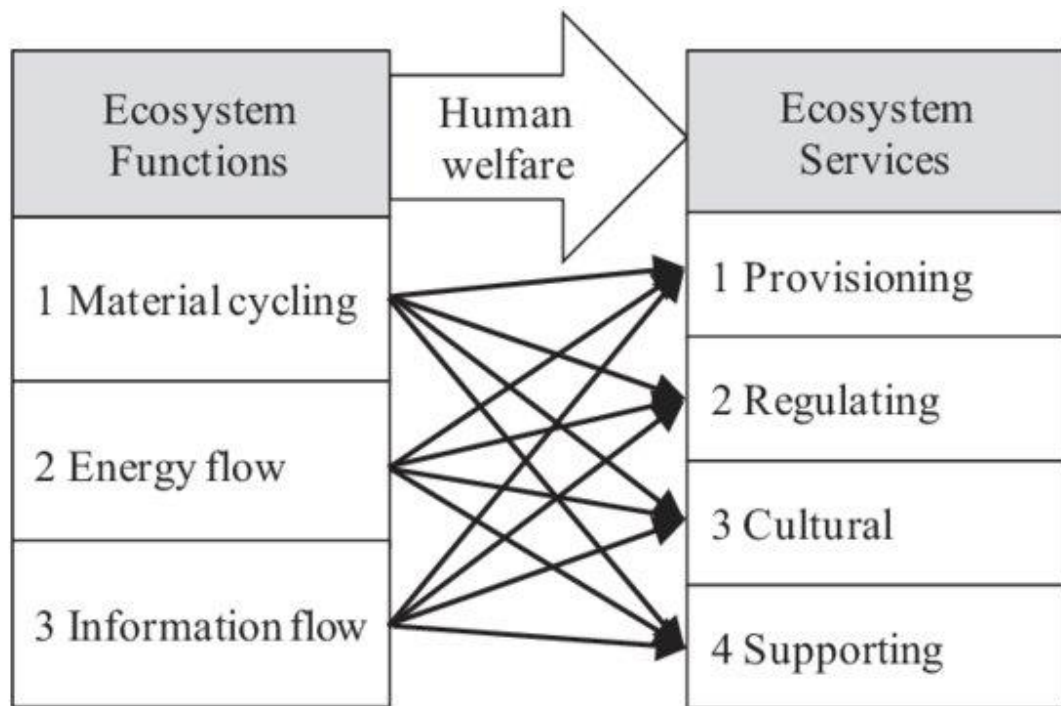 Ecosystem
Functions
Human
welfare
Ecosystem
Services
1 Material cycling
2 Energy flow
3 Information flow
1 Provisioning
2 Regulating
3 Cultural
4 Supporting